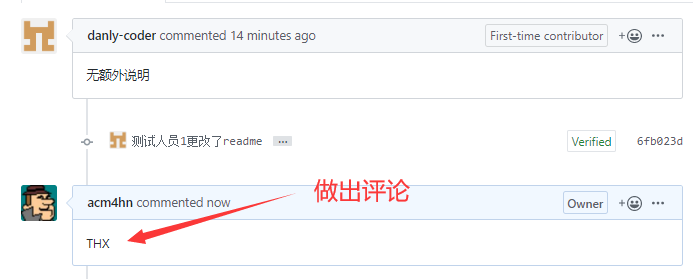 danly-coder commented 14 minutes ago First-time contributor
无额外说明
测试人员1更改了readme ... Verified 6fb023d
acm4hn commented now 做出评论 Owner
THX